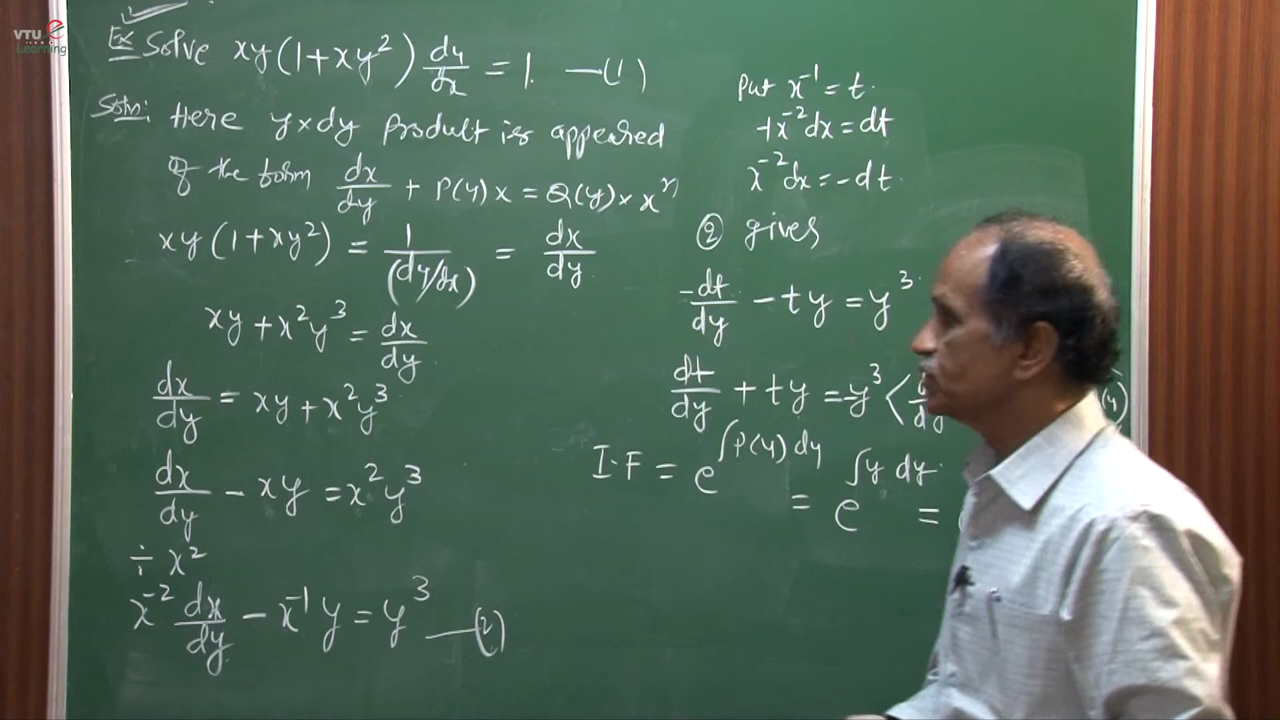 VTU e Learning
Ex Solve xy(1+xy²) dy/dx = 1. —(1)
Soln: Here y×dy product is appeared
of the form dx/dy + P(y)x = Q(y)×xⁿ
xy(1+xy²) = 1/(dy/dx) = dx/dy
xy + x²y³ = dx/dy
dx/dy = xy + x²y³
dx/dy − xy = x²y³
÷ x²
x⁻² dx/dy − x⁻¹y = y³ —(2)
Put x⁻¹ = t.
+x⁻²dx = dt
x⁻²dx = −dt.
② gives
−dt/dy − ty = y³
dt/dy + ty = −y³ <
I.F = e^∫P(y)dy
= e^∫y dy =